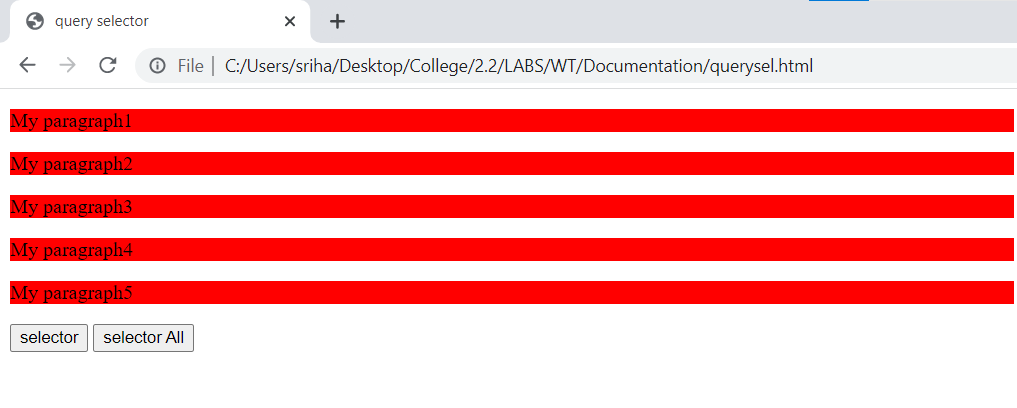 query selector
File | C:/Users/sriha/Desktop/College/2.2/LABS/WT/Documentation/querysel.html
My paragraph1
My paragraph2
My paragraph3
My paragraph4
My paragraph5
selector selector All